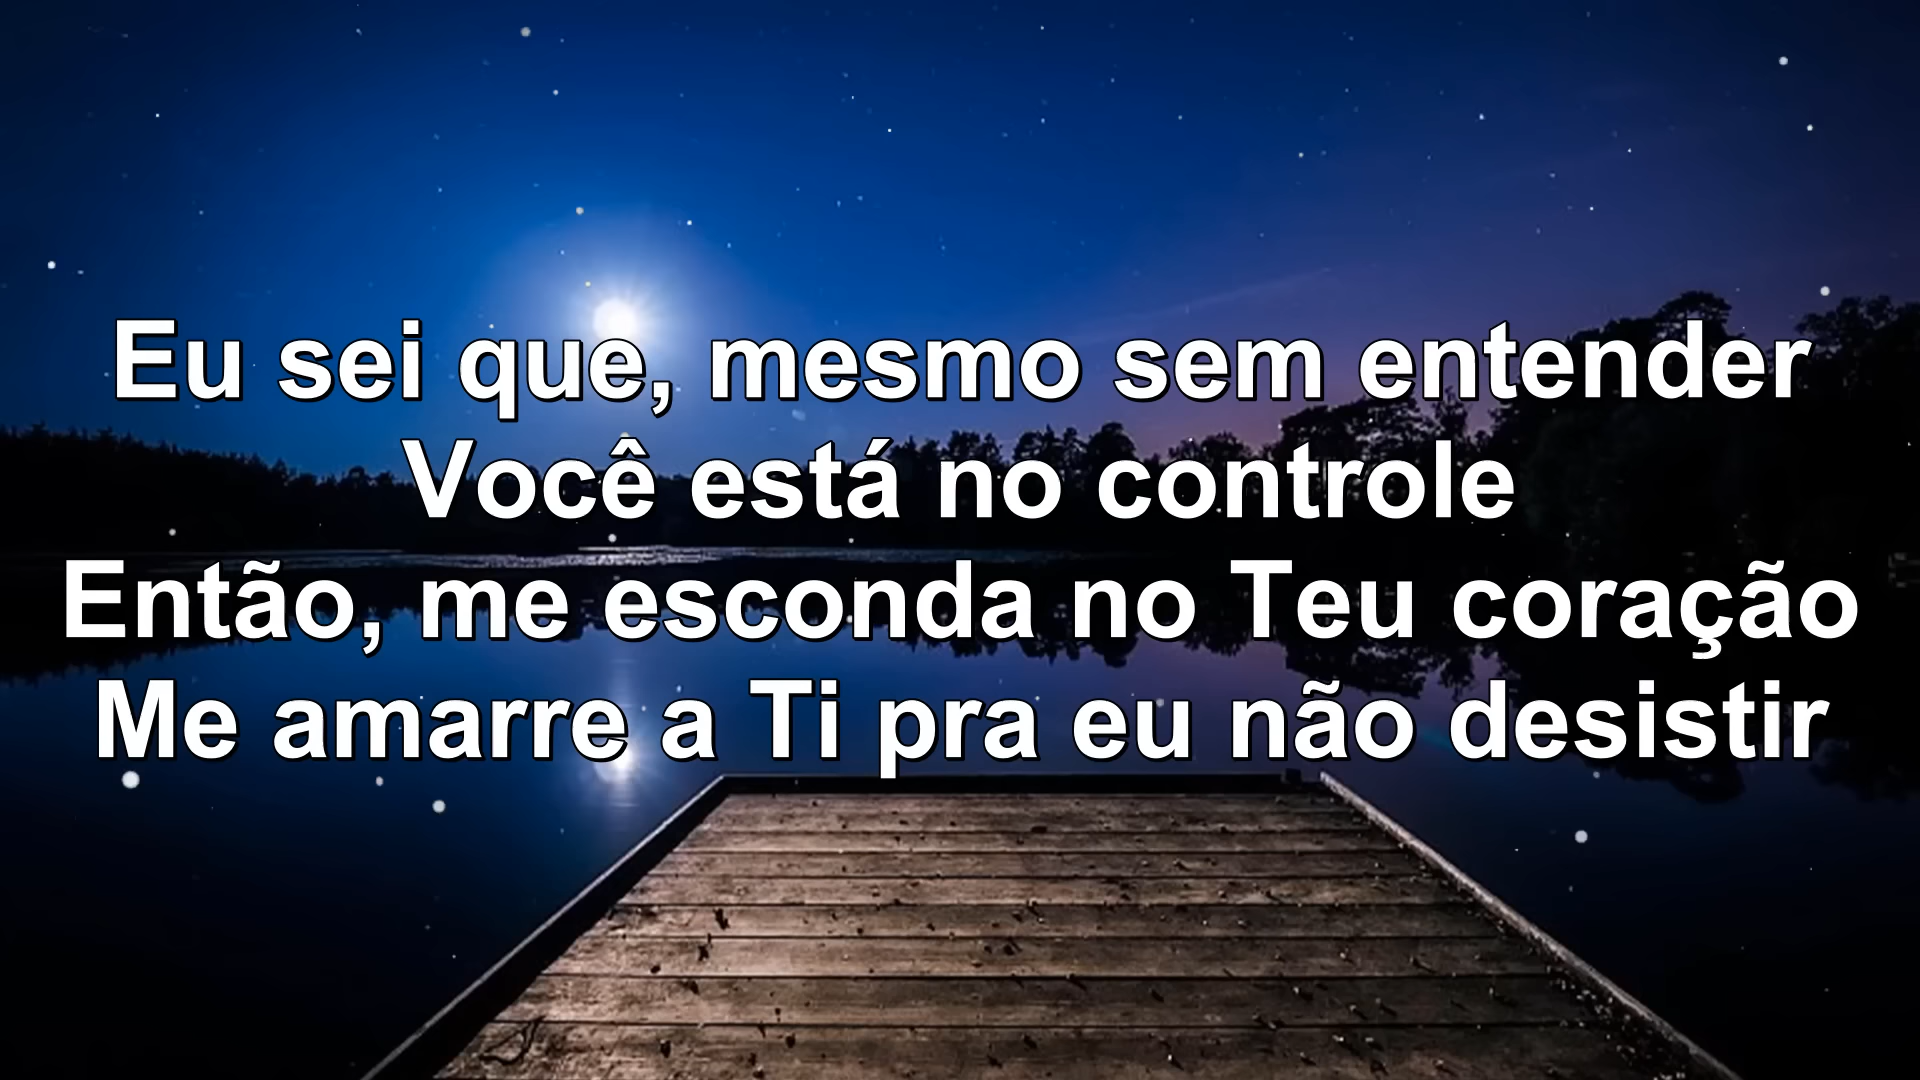 Eu sei que, mesmo sem entender
Você está no controle
Então, me esconda no Teu coração
Me amarre a Ti pra eu não desistir